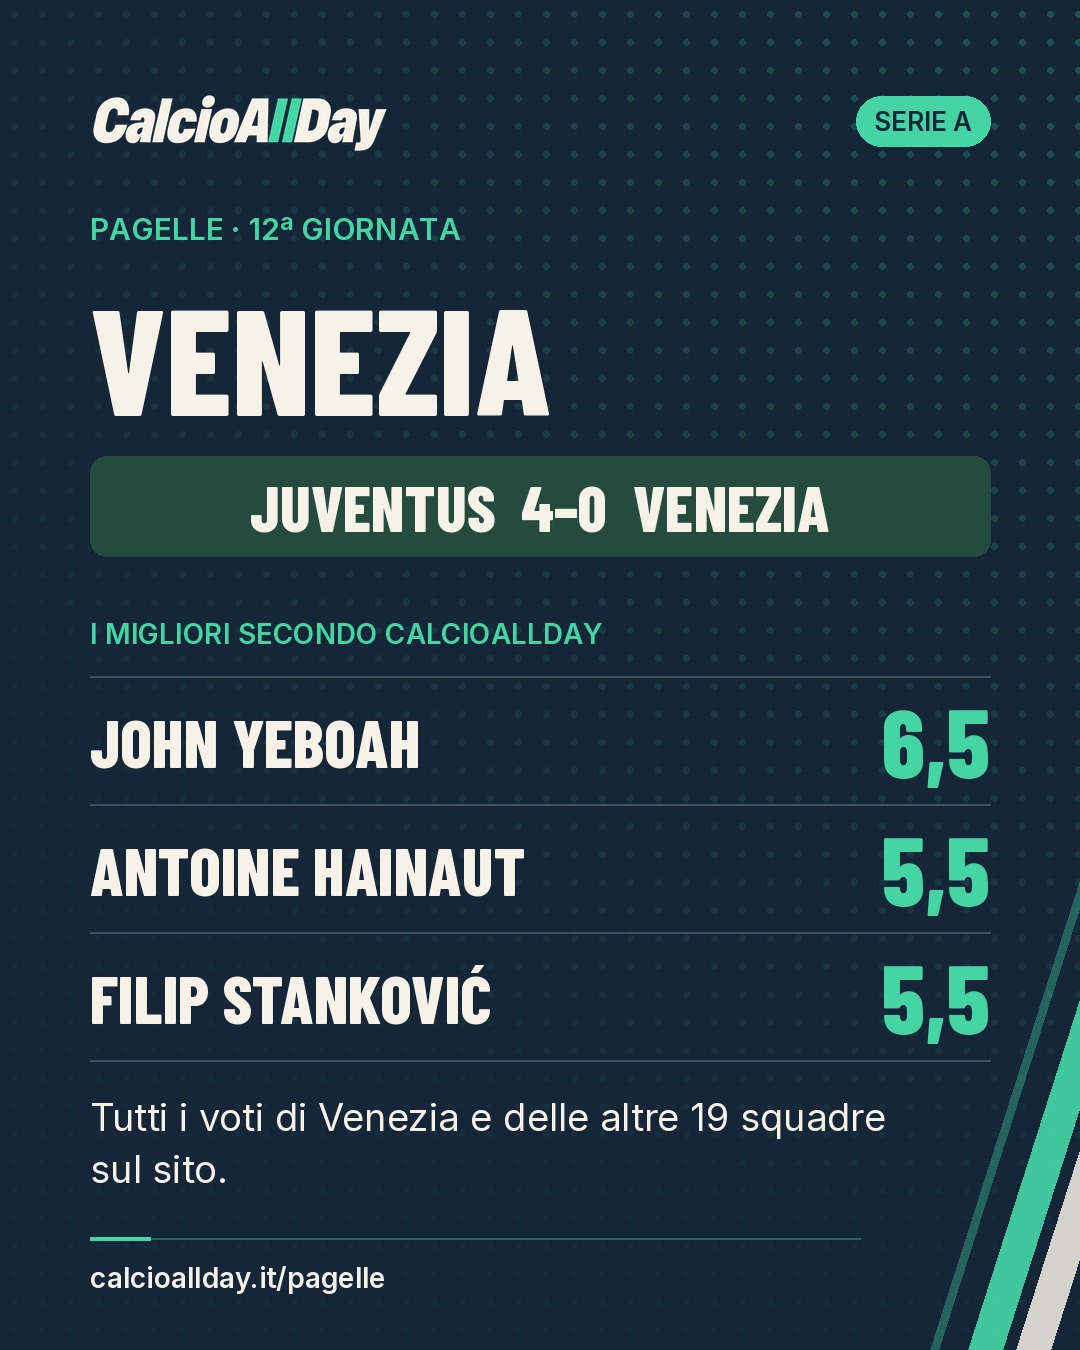 CalcioAllDay
SERIE A
PAGELLE · 12ª GIORNATA
VENEZIA
JUVENTUS 4–0 VENEZIA
I MIGLIORI SECONDO CALCIOALLDAY
JOHN YEBOAH 6,5
ANTOINE HAINAUT 5,5
FILIP STANKOVIĆ 5,5
Tutti i voti di Venezia e delle altre 19 squadre
sul sito.
calcioallday.it/pagelle